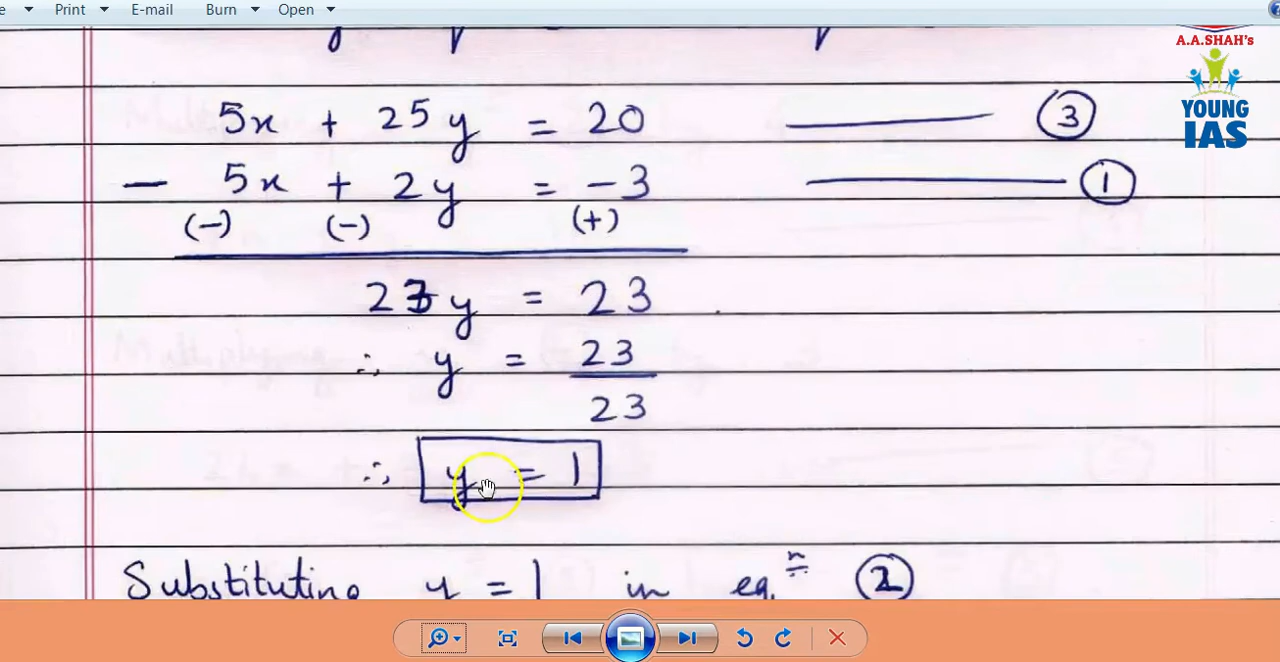 Print E-mail Burn Open
A.A.SHAH's
YOUNG
IAS
5x + 25y = 20 ——— ③
— 5x + 2y = -3 ——— ①
(-) (-) (+)
23y = 23
∴ y = 23
23
∴ y = 1
Substituting y = 1 in eqⁿ ②